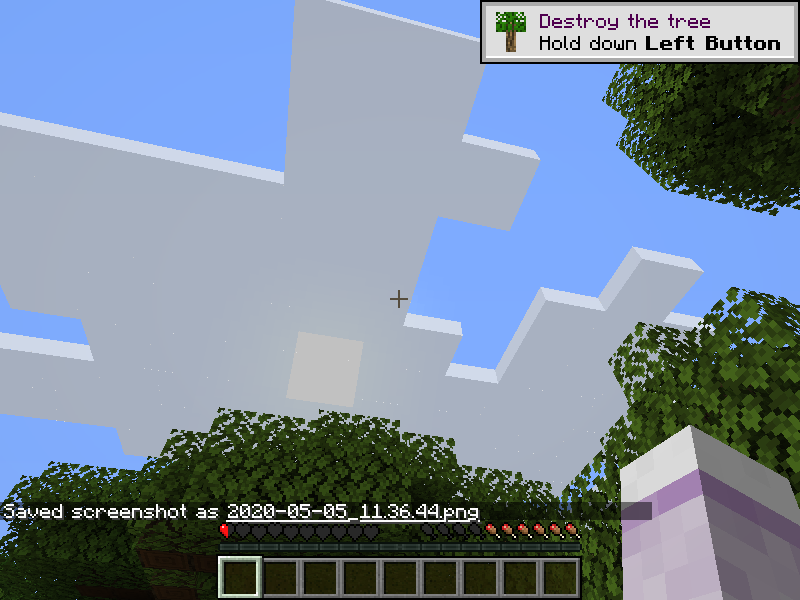 Destroy the tree
Hold down Left Button
Saved screenshot as 2020-05-05_11.36.44.png